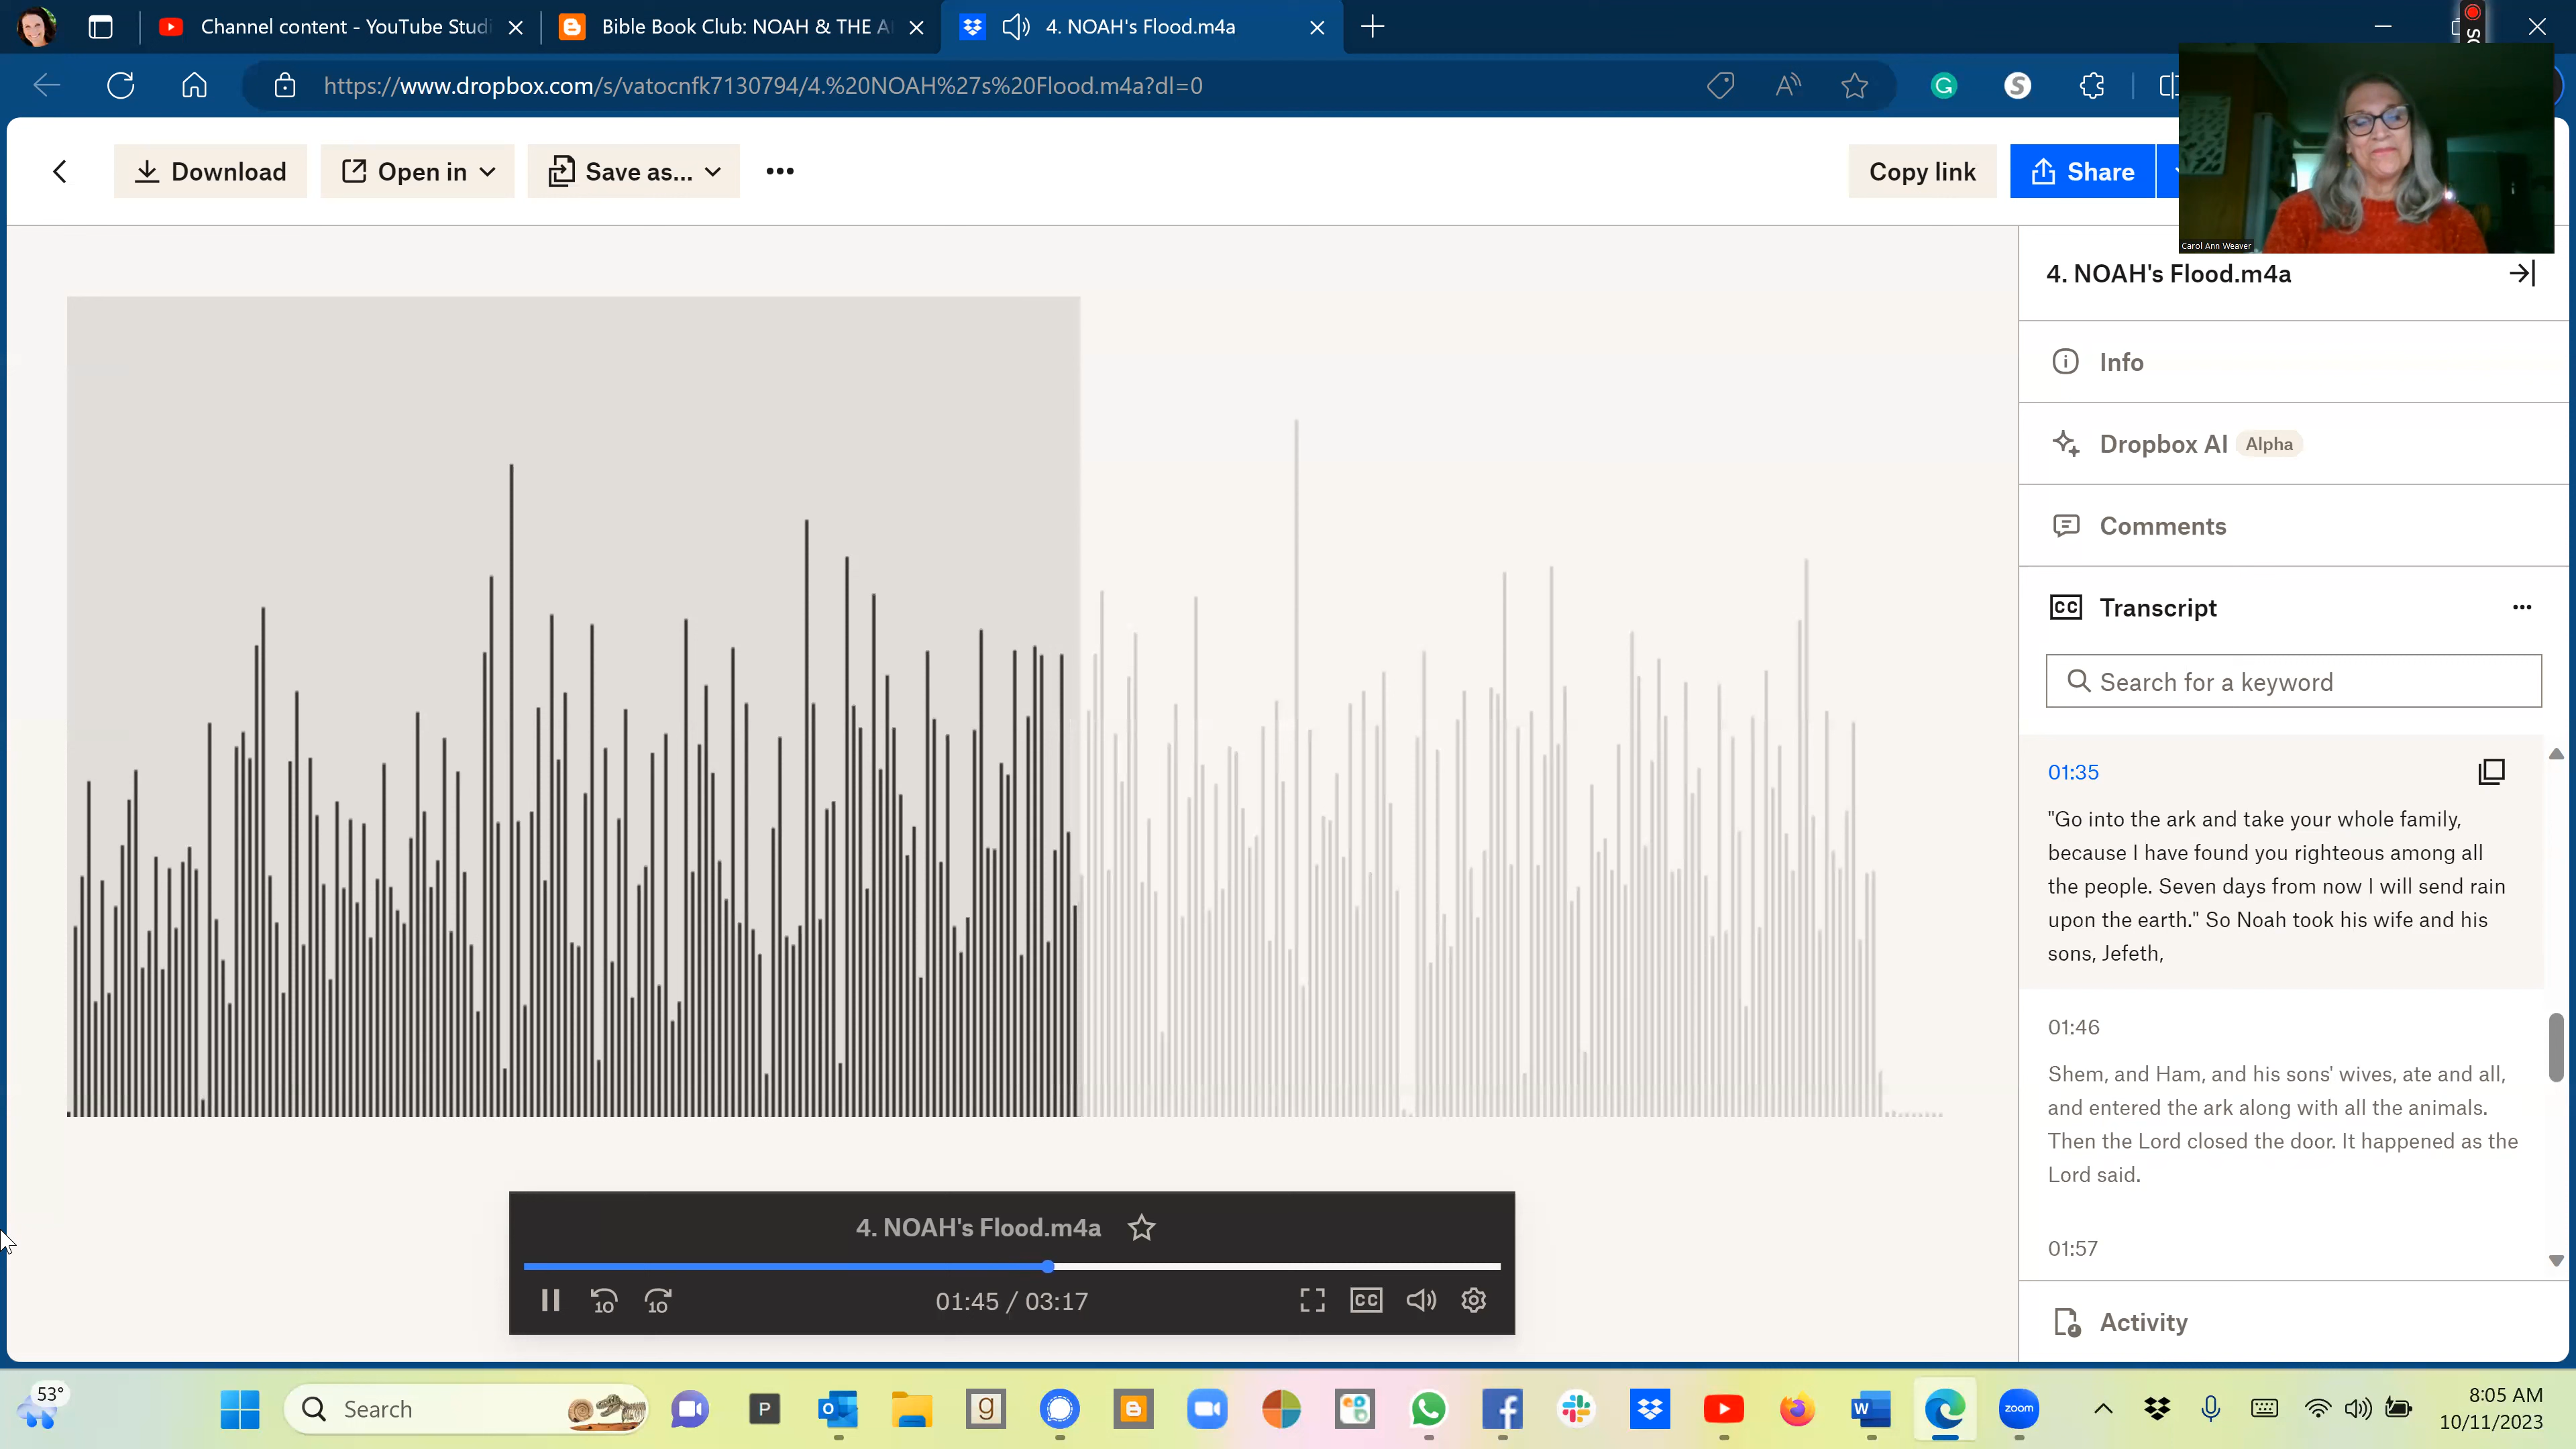 Channel content - YouTube Studi
Bible Book Club: NOAH & THE A
4. NOAH's Flood.m4a
https://www.dropbox.com/s/vatocnfk7130794/4.%20NOAH%27s%20Flood.m4a?dl=0
Download
Open in
Save as...
Copy link
Share
Carol Ann Weaver
4. NOAH's Flood.m4a
Info
Dropbox AI Alpha
Comments
CC Transcript
Search for a keyword
01:35
"Go into the ark and take your whole family,
because I have found you righteous among all
the people. Seven days from now I will send rain
upon the earth." So Noah took his wife and his
sons, Jefeth,
01:46
Shem, and Ham, and his sons' wives, ate and all,
and entered the ark along with all the animals.
Then the Lord closed the door. It happened as the
Lord said.
01:57
Activity
4. NOAH's Flood.m4a
10 10 01:45 / 03:17 CC
53°
Search
zoom
8:05 AM
10/11/2023